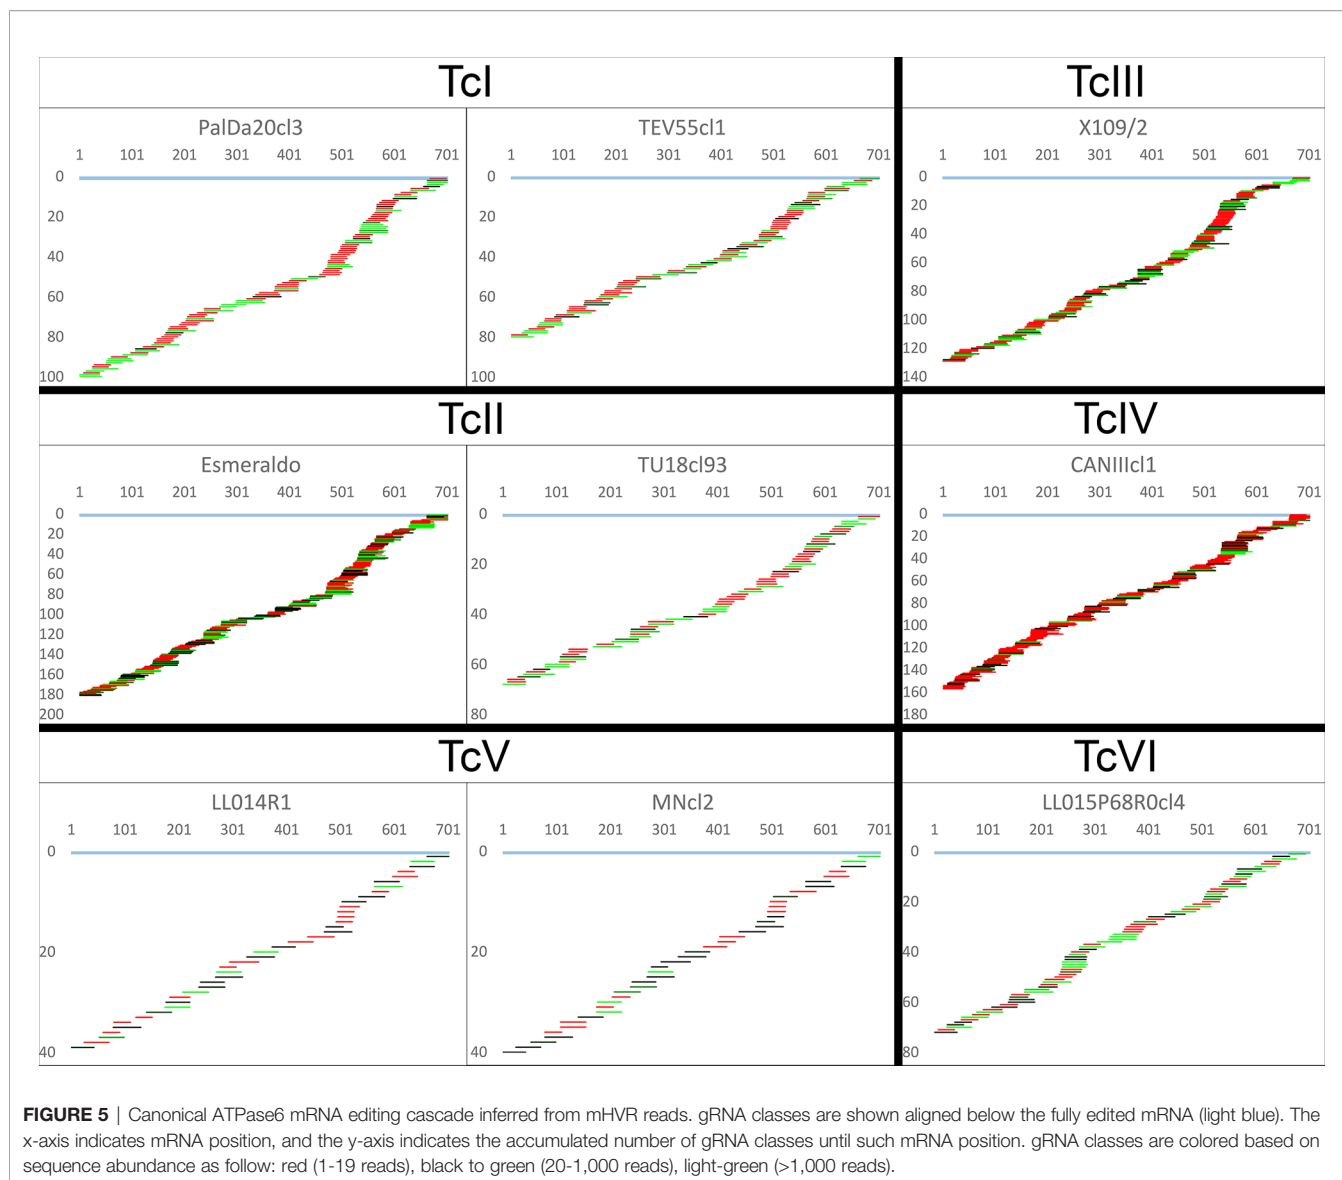 TcI
TcIII
PalDa20cl3
TEV55cl1
X109/2
1 101 201 301 401 501 601 701
1 101 201 301 401 501 601 701
1 101 201 301 401 501 601 701
0
20
40
60
80
100
0
20
40
60
80
100
0
20
40
60
80
100
120
140
TcII
TcIV
Esmeraldo
TU18cl93
CANIIIcl1
1 101 201 301 401 501 601 701
1 101 201 301 401 501 601 701
1 101 201 301 401 501 601 701
0
20
40
60
80
100
120
140
160
180
200
0
20
40
60
80
0
20
40
60
80
100
120
140
160
180
TcV
TcVI
LL014R1
MNcl2
LL015P68R0cl4
1 101 201 301 401 501 601 701
1 101 201 301 401 501 601 701
1 101 201 301 401 501 601 701
0
20
40
0
20
40
0
20
40
60
80
FIGURE 5 | Canonical ATPase6 mRNA editing cascade inferred from mHVR reads. gRNA classes are shown aligned below the fully edited mRNA (light blue). The
x-axis indicates mRNA position, and the y-axis indicates the accumulated number of gRNA classes until such mRNA position. gRNA classes are colored based on
sequence abundance as follow: red (1-19 reads), black to green (20-1,000 reads), light-green (>1,000 reads).